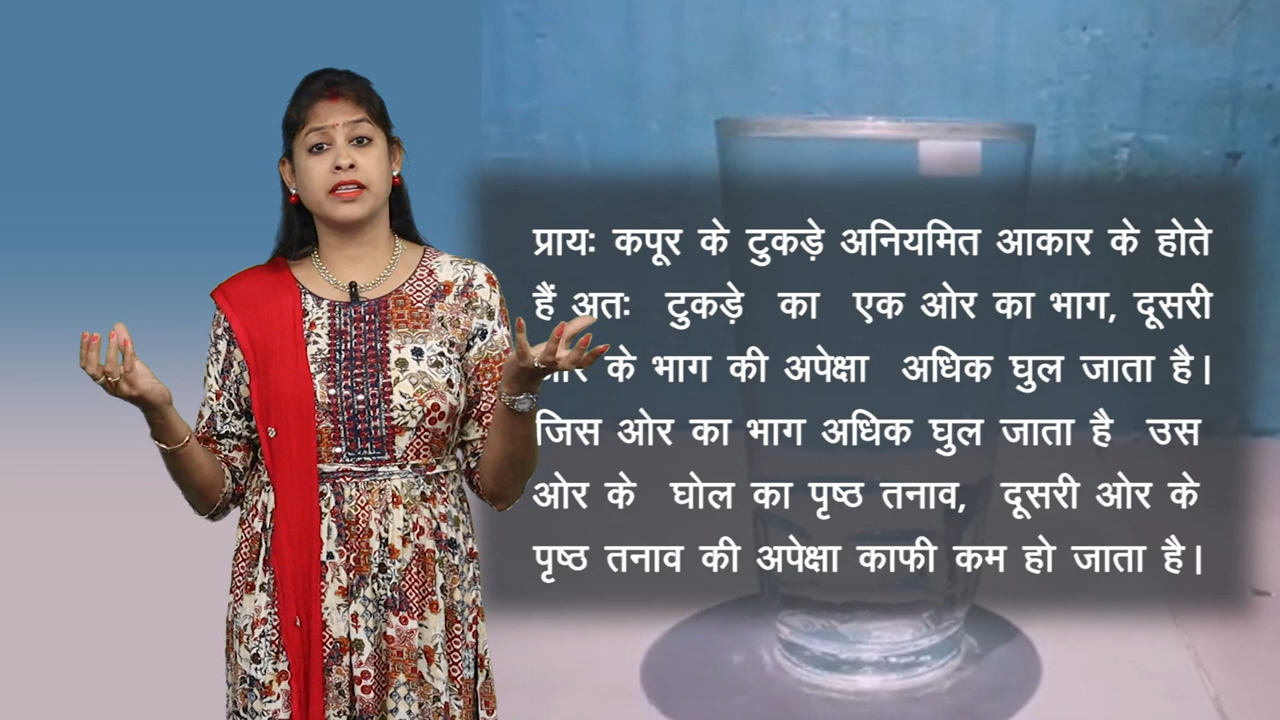 प्रायः कपूर के टुकड़े अनियमित आकार के होते
हैं अतः टुकड़े का एक ओर का भाग, दूसरी
ओर के भाग की अपेक्षा अधिक घुल जाता है।
जिस ओर का भाग अधिक घुल जाता है उस
ओर के घोल का पृष्ठ तनाव, दूसरी ओर के
पृष्ठ तनाव की अपेक्षा काफी कम हो जाता है।